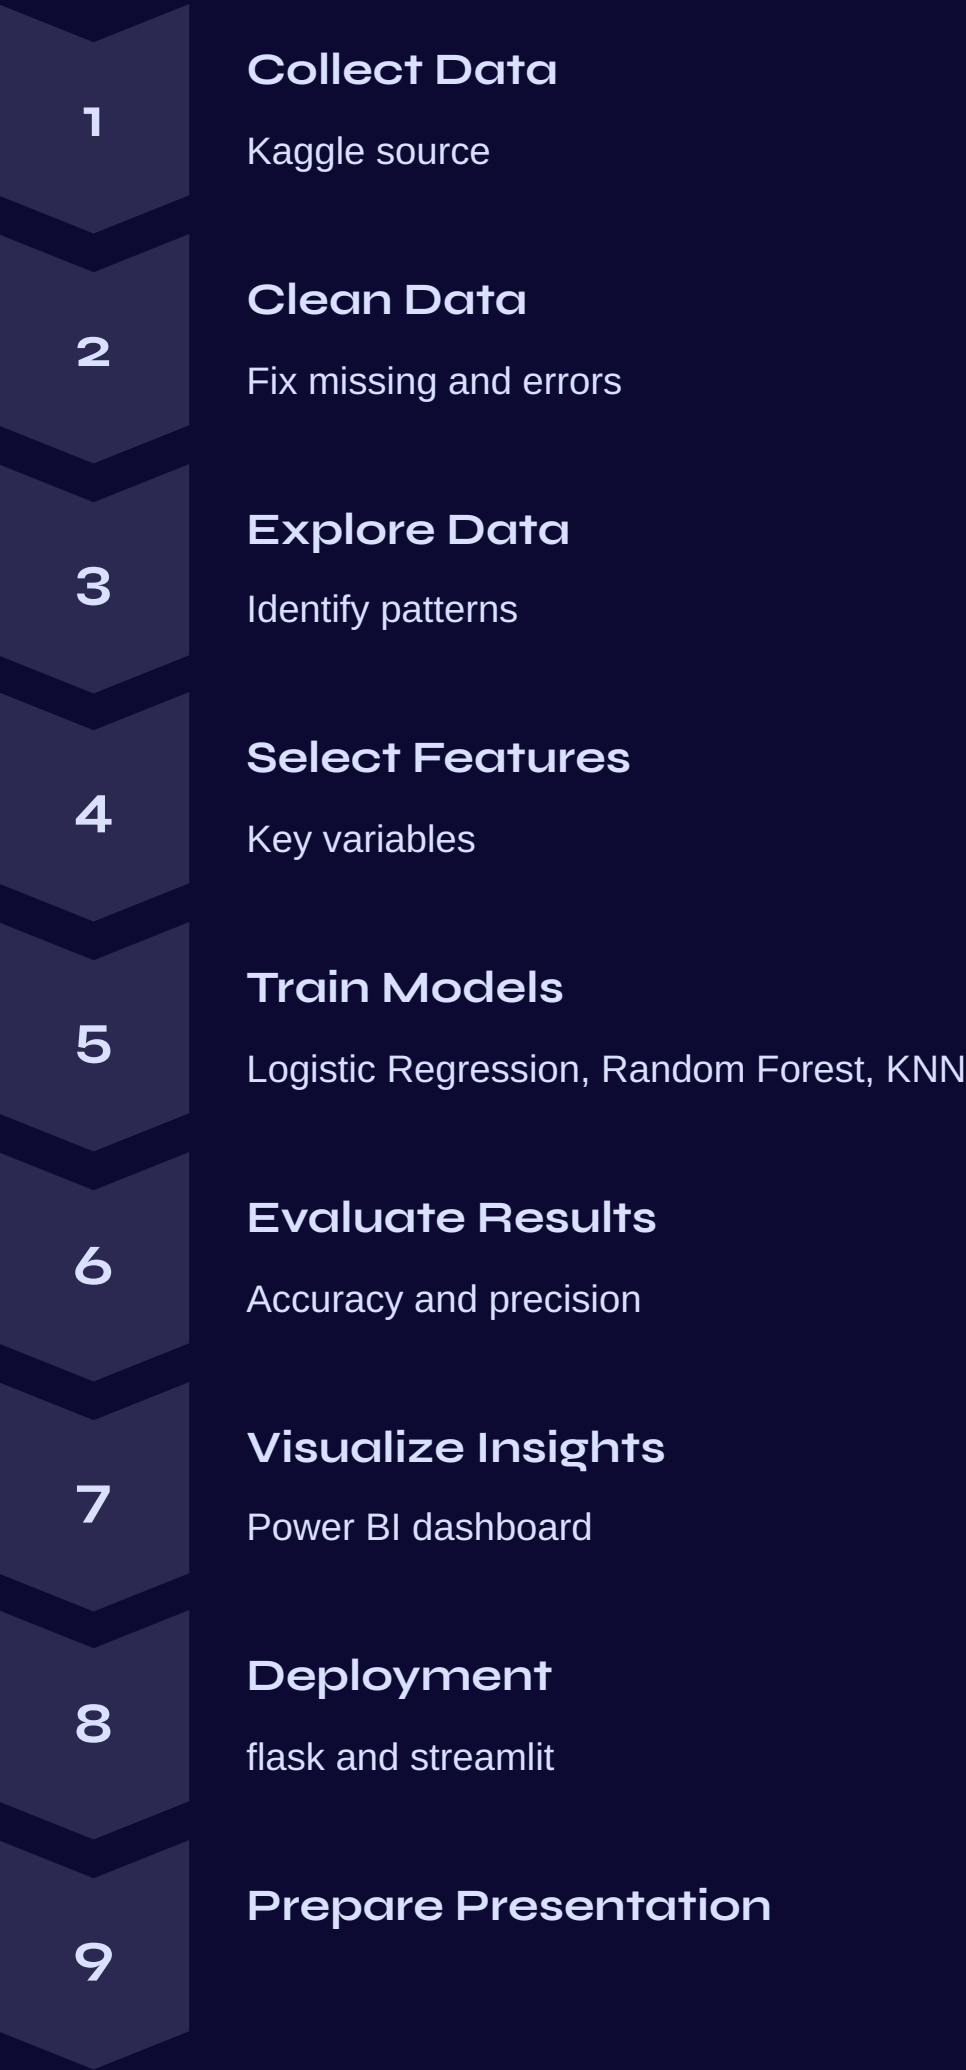 1
Collect Data
Kaggle source
2
Clean Data
Fix missing and errors
3
Explore Data
Identify patterns
4
Select Features
Key variables
5
Train Models
Logistic Regression, Random Forest, KNN
6
Evaluate Results
Accuracy and precision
7
Visualize Insights
Power BI dashboard
8
Deployment
flask and streamlit
9
Prepare Presentation